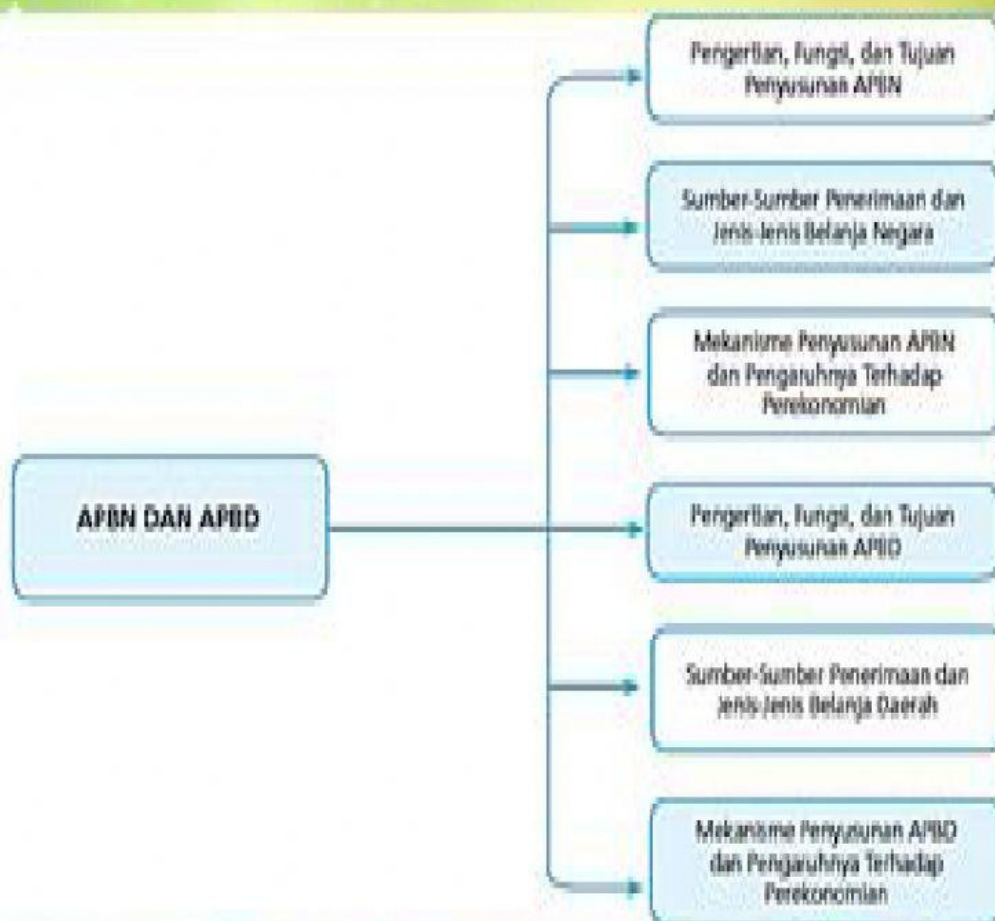 Pengertian, Fungsi, dan Tujuan
Penyusunan APBN
Sumber-Sumber Penerimaan dan
Jenis-Jenis Belanja Negara
Mekanisme Penyusunan APBN
dan Pengaruhnya Terhadap
Perekonomian
APBN DAN APBD
Pengertian, Fungsi, dan Tujuan
Penyusunan APBD
Sumber-Sumber Penerimaan dan
Jenis-Jenis Belanja Daerah
Mekanisme Penyusunan APBD
dan Pengaruhnya Terhadap
Perekonomian